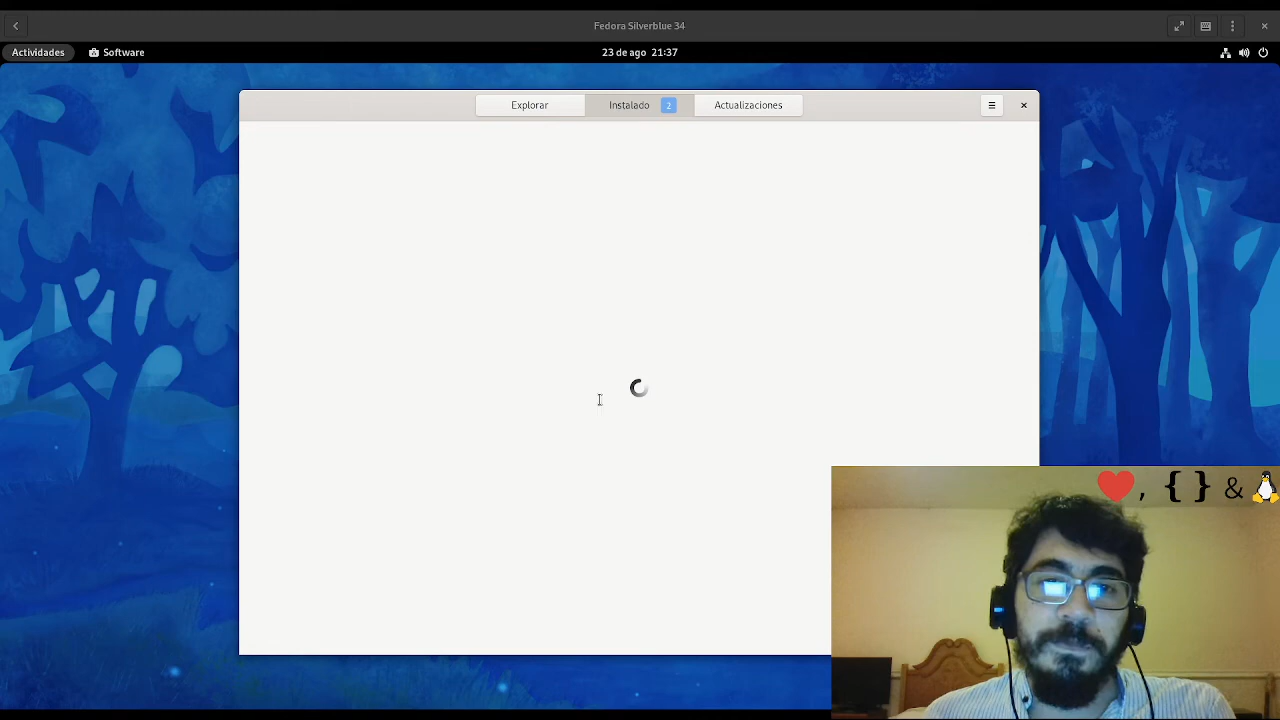 Fedora Silverblue 34
Actividades Software 23 de ago 21:37
Explorar Instalado 2 Actualizaciones
, { } &